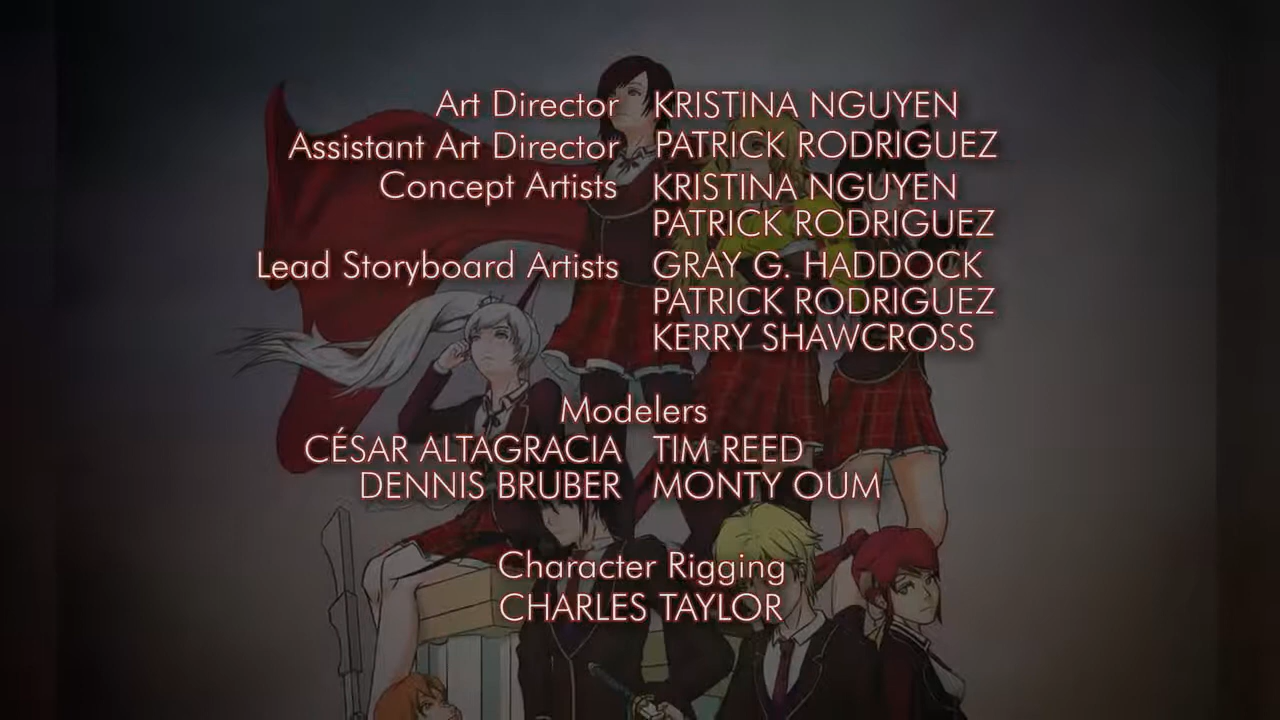 Art Director KRISTINA NGUYEN
Assistant Art Director PATRICK RODRIGUEZ
Concept Artists KRISTINA NGUYEN
PATRICK RODRIGUEZ
Lead Storyboard Artists GRAY G. HADDOCK
PATRICK RODRIGUEZ
KERRY SHAWCROSS
Modelers
CÉSAR ALTAGRACIA TIM REED
DENNIS BRUBER MONTY OUM
Character Rigging
CHARLES TAYLOR